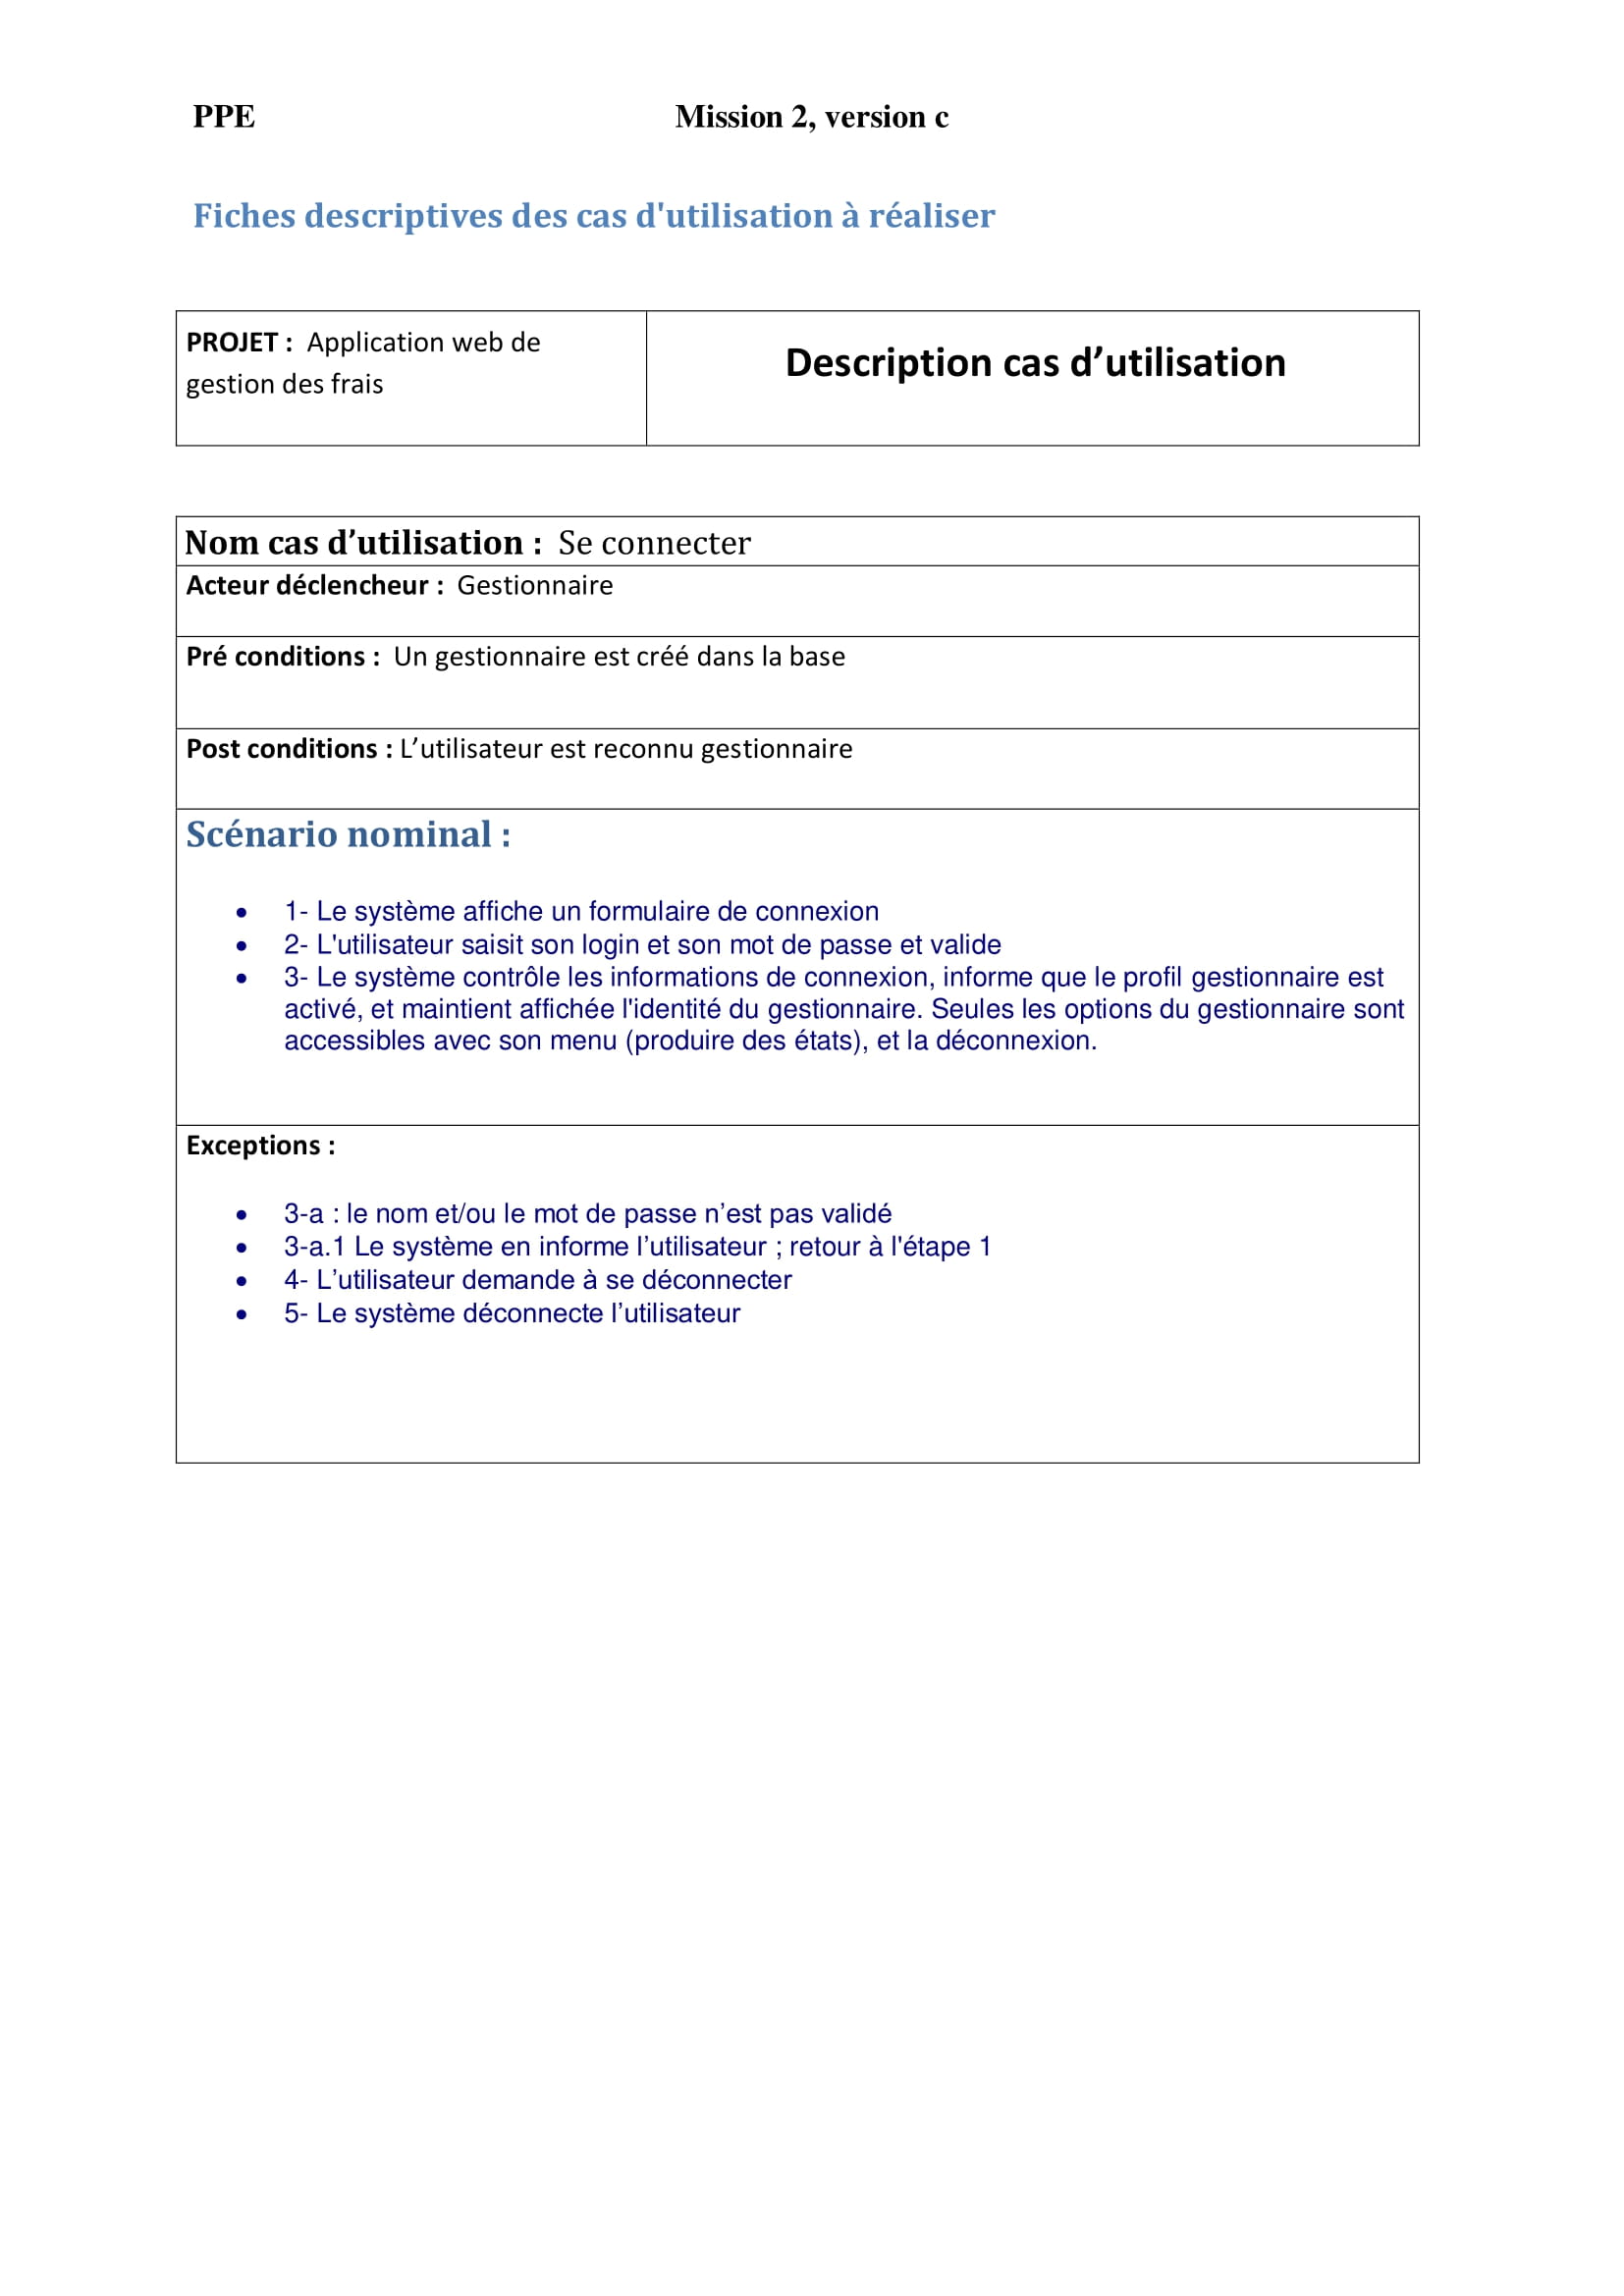 PPE Mission 2, version c
Fiches descriptives des cas d'utilisation à réaliser
PROJET : Application web de
gestion des frais
Description cas d’utilisation
Nom cas d’utilisation : Se connecter
Acteur déclencheur : Gestionnaire
Pré conditions : Un gestionnaire est créé dans la base
Post conditions : L’utilisateur est reconnu gestionnaire
Scénario nominal :
• 1- Le système affiche un formulaire de connexion
• 2- L'utilisateur saisit son login et son mot de passe et valide
• 3- Le système contrôle les informations de connexion, informe que le profil gestionnaire est
activé, et maintient affichée l'identité du gestionnaire. Seules les options du gestionnaire sont
accessibles avec son menu (produire des états), et la déconnexion.
Exceptions :
• 3-a : le nom et/ou le mot de passe n’est pas validé
• 3-a.1 Le système en informe l’utilisateur ; retour à l'étape 1
• 4- L’utilisateur demande à se déconnecter
• 5- Le système déconnecte l’utilisateur